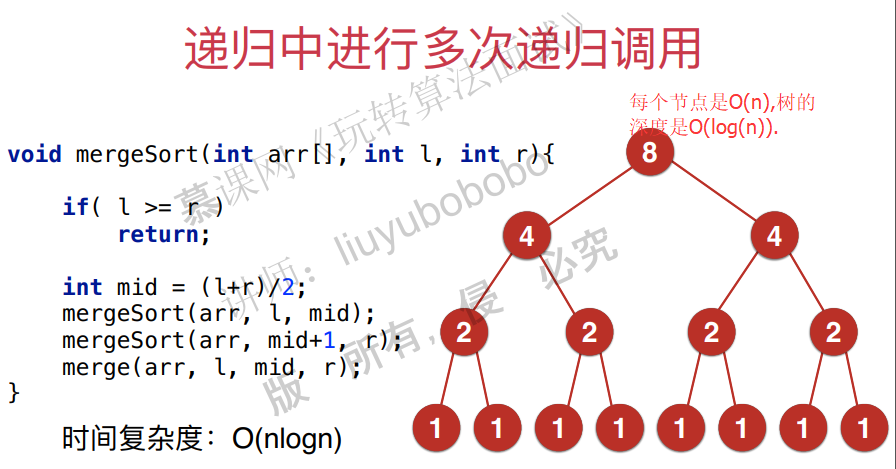 递归中进行多次递归调用
每个节点是O(n),树的
深度是O(log(n)).
void mergeSort(int arr[], int l, int r){
if( l >= r )
return;
int mid = (l+r)/2;
mergeSort(arr, l, mid);
mergeSort(arr, mid+1, r);
merge(arr, l, mid, r);
}
时间复杂度：O(nlogn)
8
4 4
2 2 2 2
1 1 1 1 1 1 1 1
慕课网《玩转算法面试》
讲师：liuyubobobo
版 所有，侵 必究